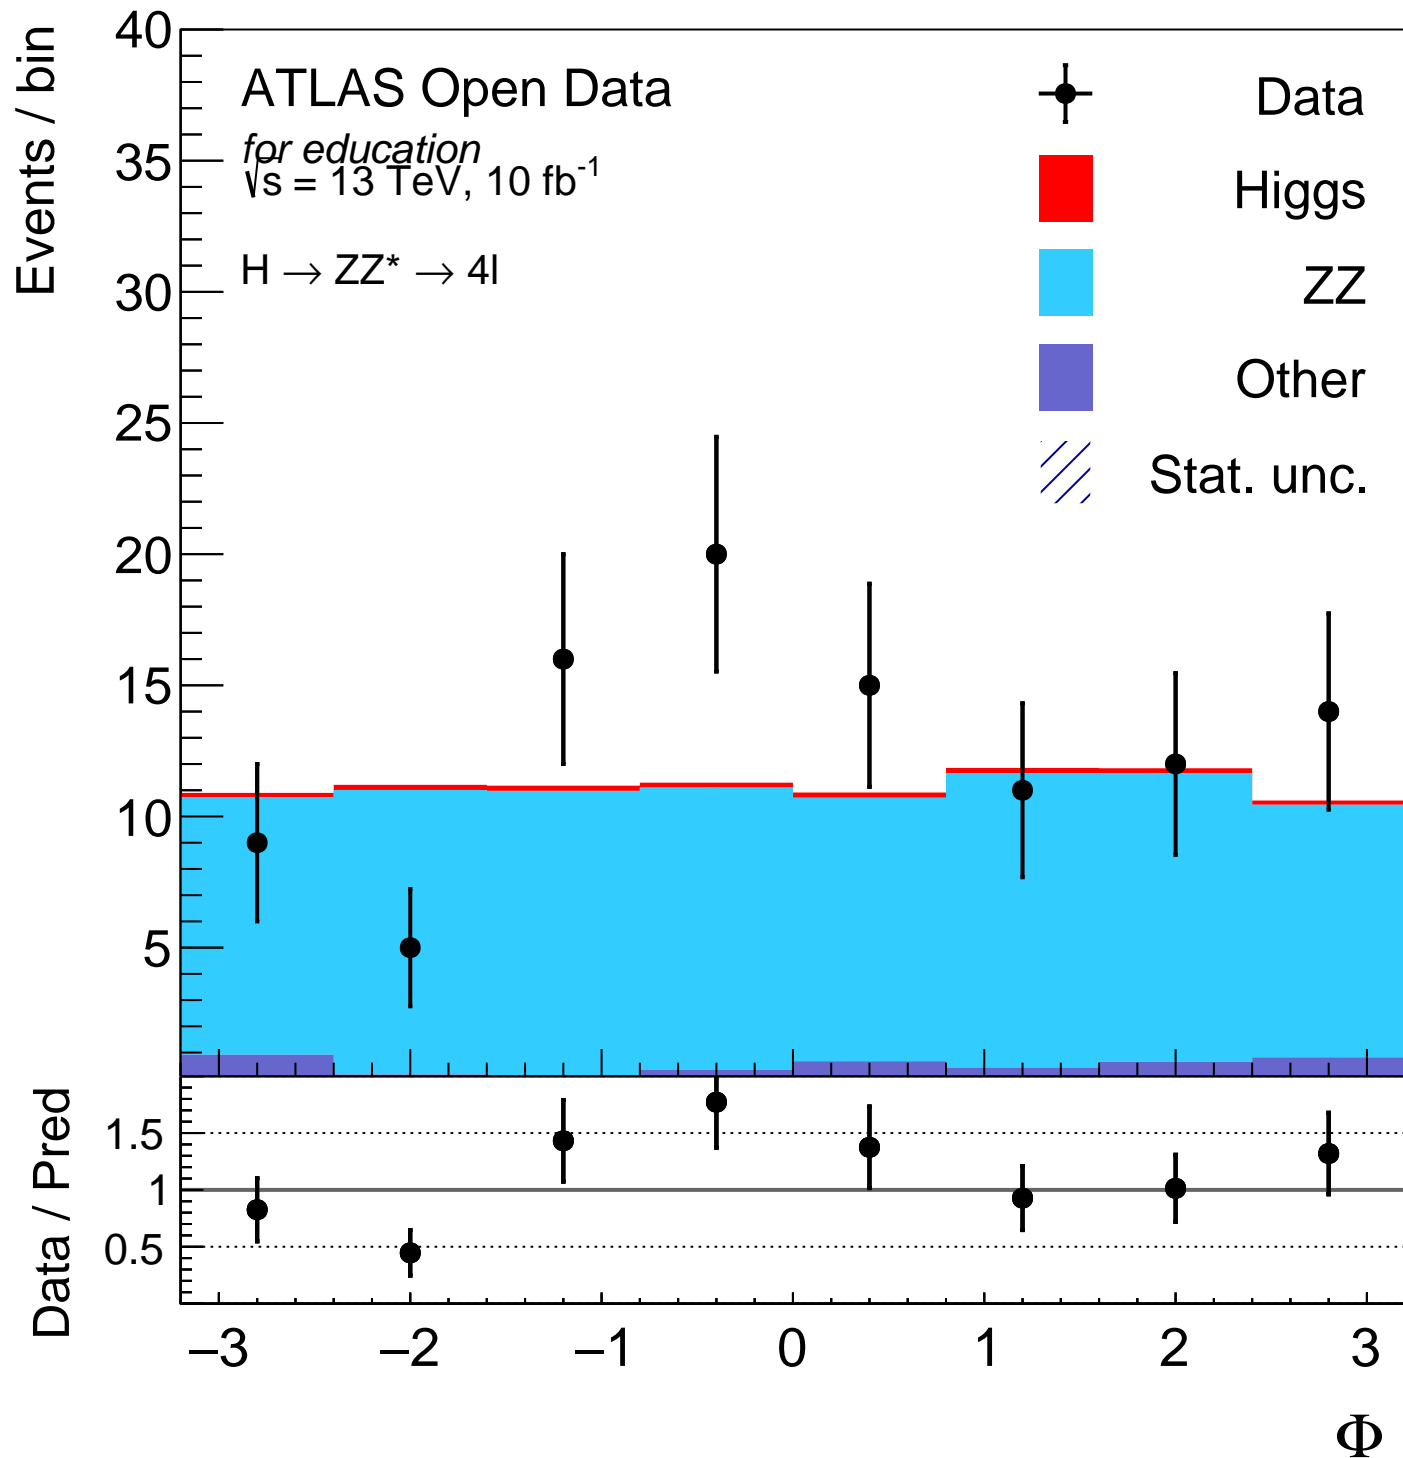 Events / bin
40
35
30
25
20
15
10
5
ATLAS Open Data
for education
√s = 13 TeV, 10 fb⁻¹
H → ZZ* → 4l
Data
Higgs
ZZ
Other
Stat. unc.
Data / Pred
1.5
1
0.5
−3 −2 −1 0 1 2 3
Φ